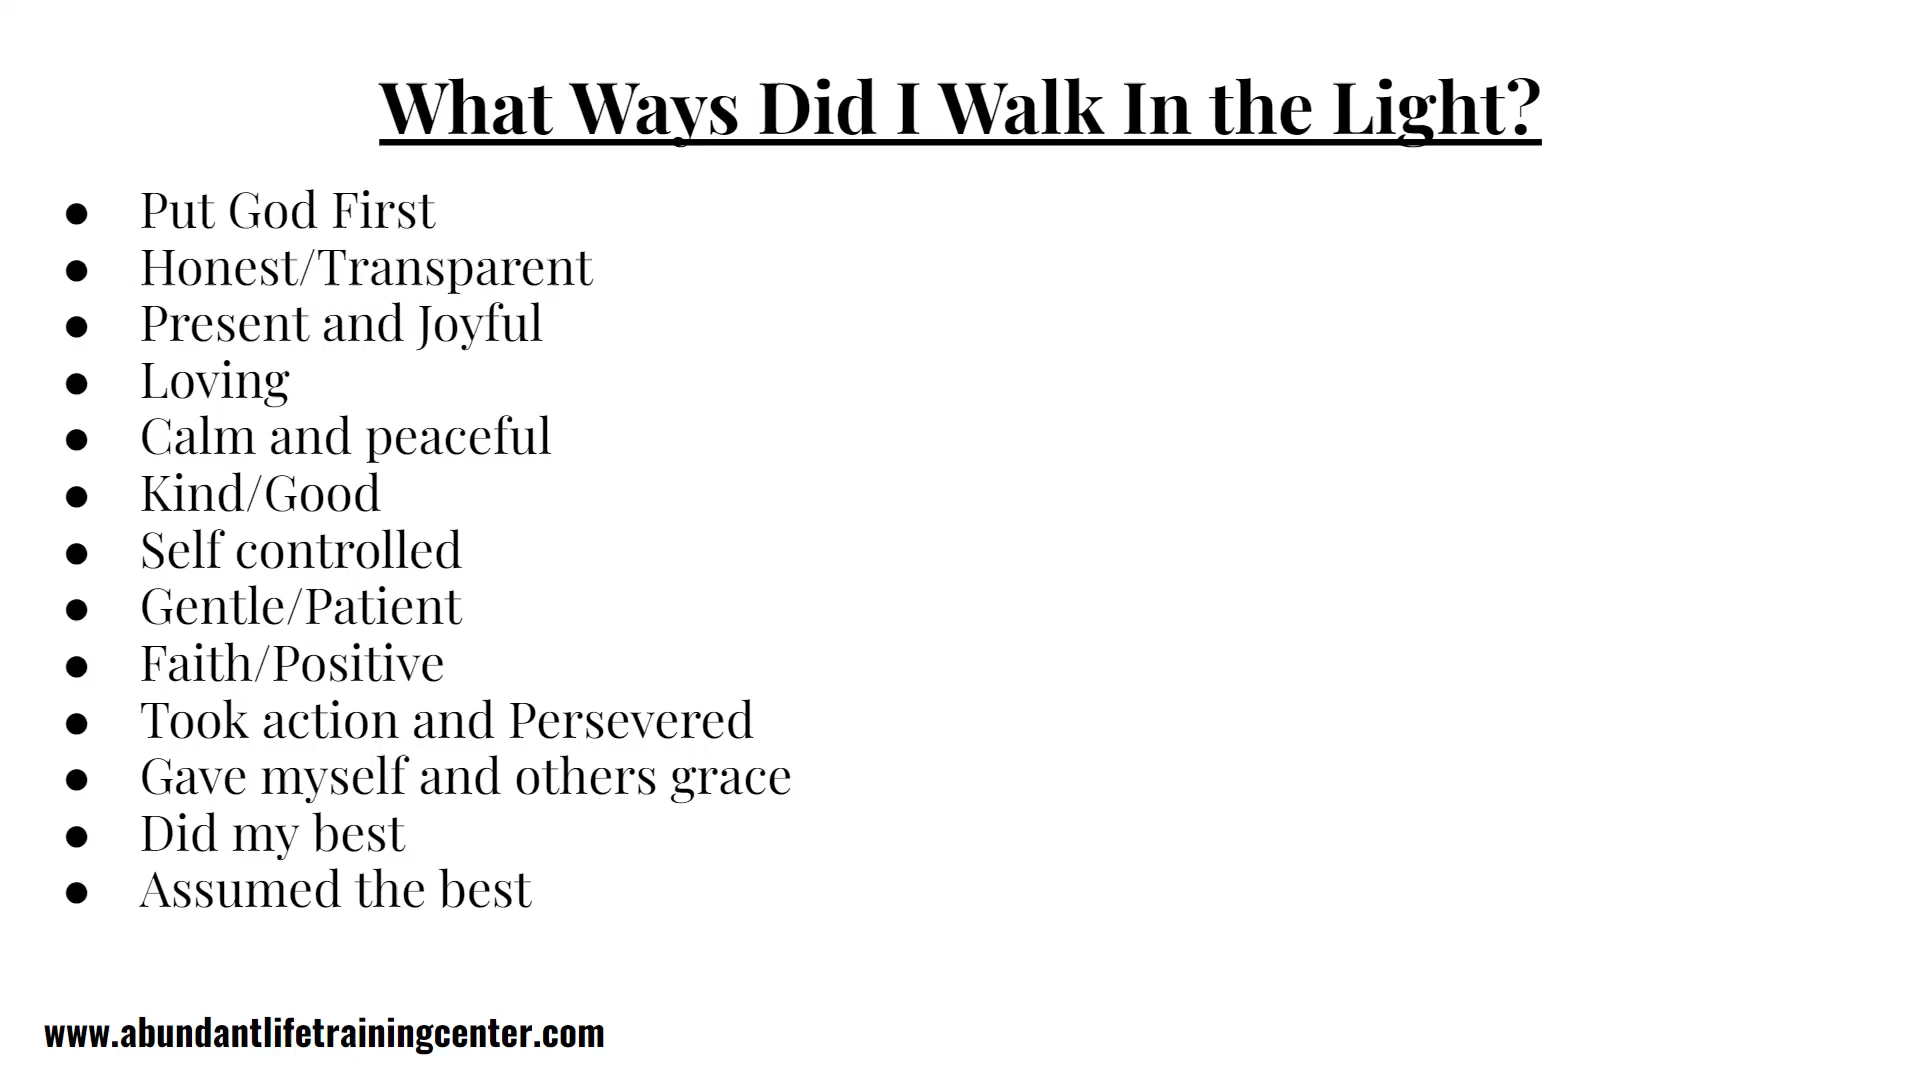 What Ways Did I Walk In the Light?
● Put God First
● Honest/Transparent
● Present and Joyful
● Loving
● Calm and peaceful
● Kind/Good
● Self controlled
● Gentle/Patient
● Faith/Positive
● Took action and Persevered
● Gave myself and others grace
● Did my best
● Assumed the best
www.abundantlifetrainingcenter.com